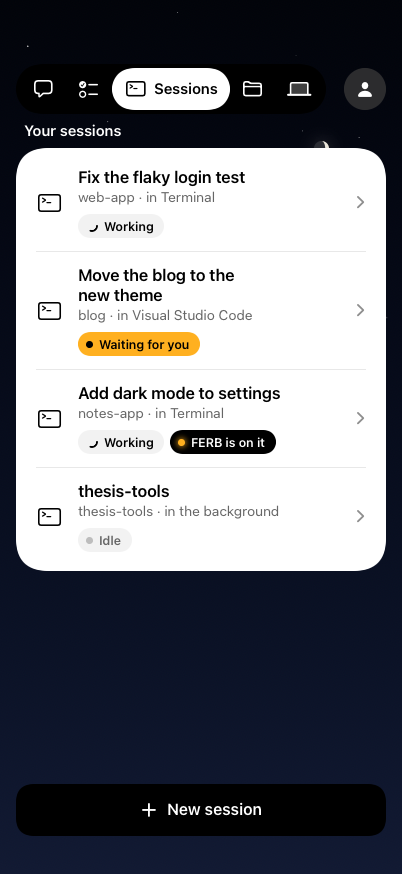 Sessions
Your sessions
Fix the flaky login test
web-app · in Terminal
Working
Move the blog to the
new theme
blog · in Visual Studio Code
Waiting for you
Add dark mode to settings
notes-app · in Terminal
Working
FERB is on it
thesis-tools
thesis-tools · in the background
Idle
New session